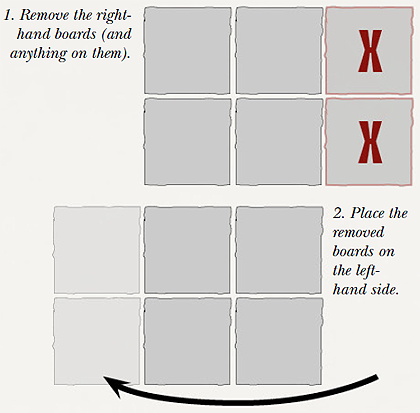 1. Remove the right-
hand boards (and
anything on them).
X
X
2. Place the
removed
boards on
the left-
hand side.